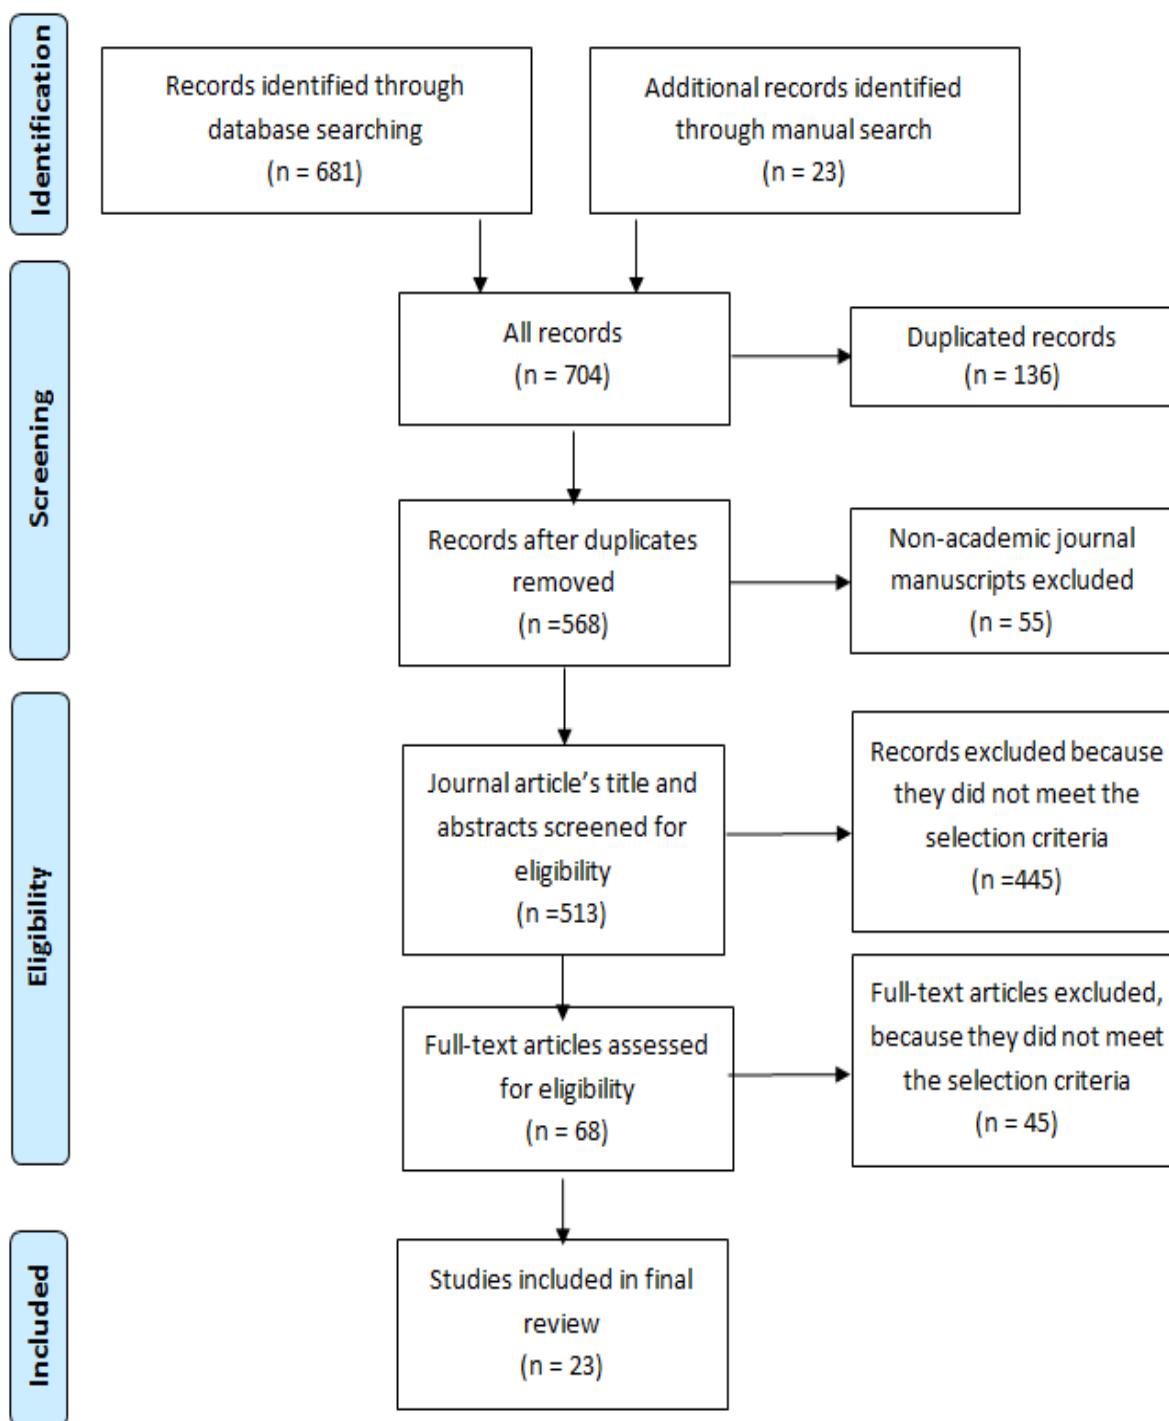 Identification
Records identified through
database searching
(n = 681)
Additional records identified
through manual search
(n = 23)
Screening
All records
(n = 704)
Duplicated records
(n = 136)
Records after duplicates
removed
(n =568)
Non-academic journal
manuscripts excluded
(n = 55)
Eligibility
Journal article’s title and
abstracts screened for
eligibility
(n =513)
Records excluded because
they did not meet the
selection criteria
(n =445)
Full-text articles assessed
for eligibility
(n = 68)
Full-text articles excluded,
because they did not meet
the selection criteria
(n = 45)
Included
Studies included in final
review
(n = 23)